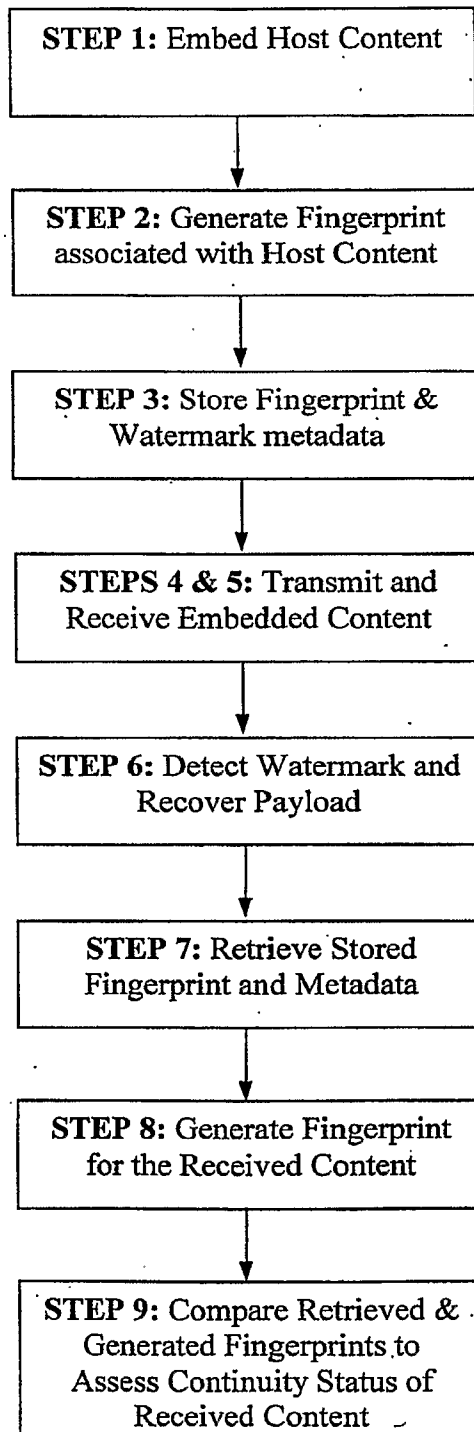 STEP 1: Embed Host Content
STEP 2: Generate Fingerprint
associated with Host Content
STEP 3: Store Fingerprint &
Watermark metadata
STEPS 4 & 5: Transmit and
Receive Embedded Content
STEP 6: Detect Watermark and
Recover Payload
STEP 7: Retrieve Stored
Fingerprint and Metadata
STEP 8: Generate Fingerprint
for the Received Content
STEP 9: Compare Retrieved &
Generated Fingerprints to
Assess Continuity Status of
Received Content